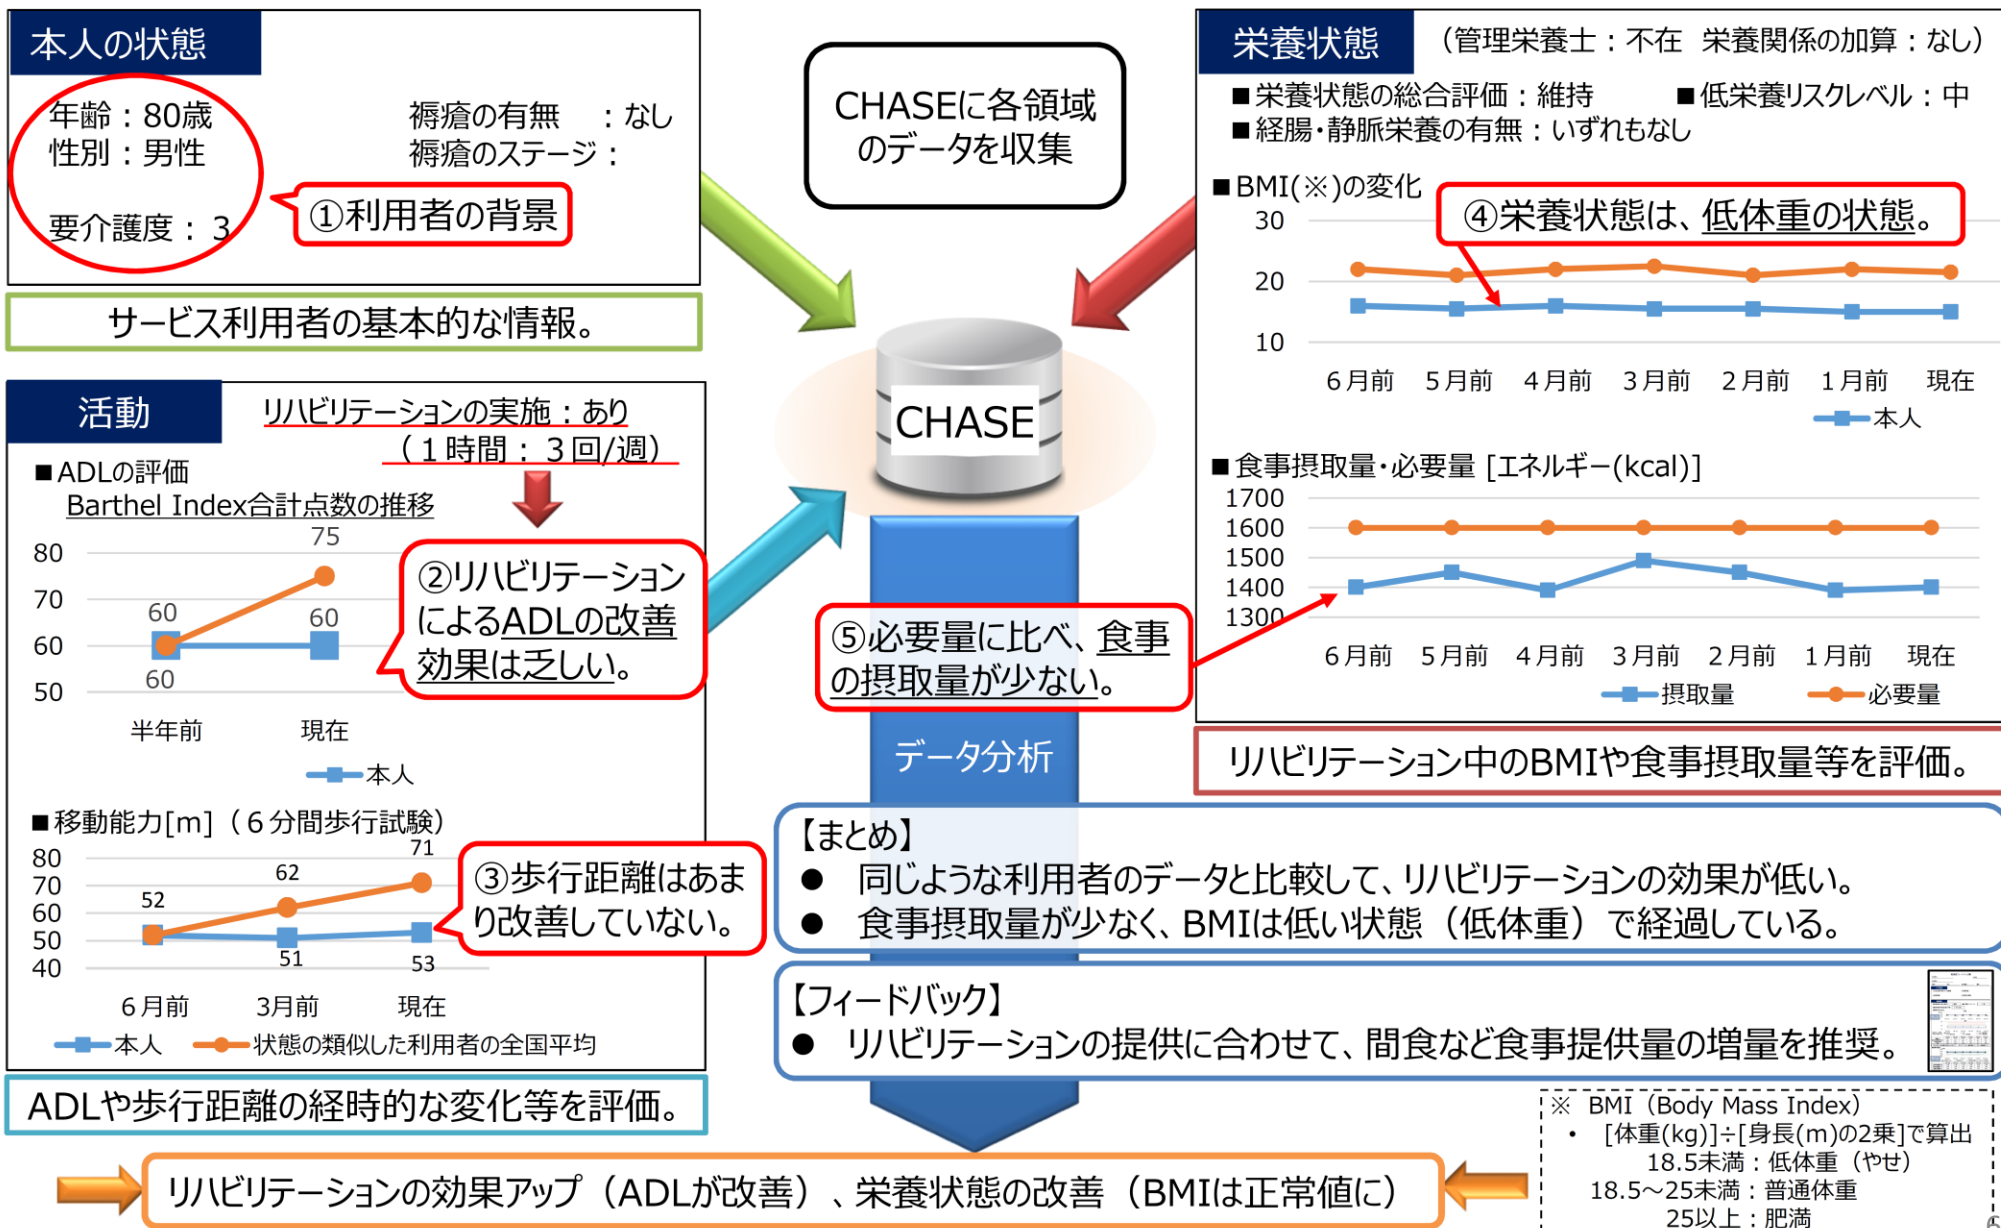 本人の状態
年齢：80歳
性別：男性
要介護度：3
褥瘡の有無　：なし
褥瘡のステージ：
①利用者の背景
サービス利用者の基本的な情報。
CHASEに各領域
のデータを収集
栄養状態
（管理栄養士：不在 栄養関係の加算：なし）
■栄養状態の総合評価：維持 ■低栄養リスクレベル：中
■経腸・静脈栄養の有無：いずれもなし
■BMI(※)の変化
④栄養状態は、低体重の状態。
30
20
10
6月前 5月前 4月前 3月前 2月前 1月前 現在
本人
■食事摂取量・必要量 [エネルギー(kcal)]
1700
1600
1500
1400
1300
6月前 5月前 4月前 3月前 2月前 1月前 現在
摂取量 必要量
⑤必要量に比べ、食事
の摂取量が少ない。
リハビリテーション中のBMIや食事摂取量等を評価。
活動
リハビリテーションの実施：あり
（1時間：3回/週）
■ADLの評価
Barthel Index合計点数の推移
75
80
70
60
50
60
60
60
半年前 現在
本人
②リハビリテーション
によるADLの改善
効果は乏しい。
■移動能力[m]（6分間歩行試験）
80
70
60
50
40
52
62
71
51
53
6月前 3月前 現在
本人 状態の類似した利用者の全国平均
③歩行距離はあま
り改善していない。
ADLや歩行距離の経時的な変化等を評価。
CHASE
データ分析
【まとめ】
● 同じような利用者のデータと比較して、リハビリテーションの効果が低い。
● 食事摂取量が少なく、BMIは低い状態（低体重）で経過している。
【フィードバック】
● リハビリテーションの提供に合わせて、間食など食事提供量の増量を推奨。
リハビリテーションの効果アップ（ADLが改善）、栄養状態の改善（BMIは正常値に）
※ BMI（Body Mass Index）
・ [体重(kg)]÷[身長(m)の2乗]で算出
18.5未満：低体重（やせ）
18.5～25未満：普通体重
25以上：肥満